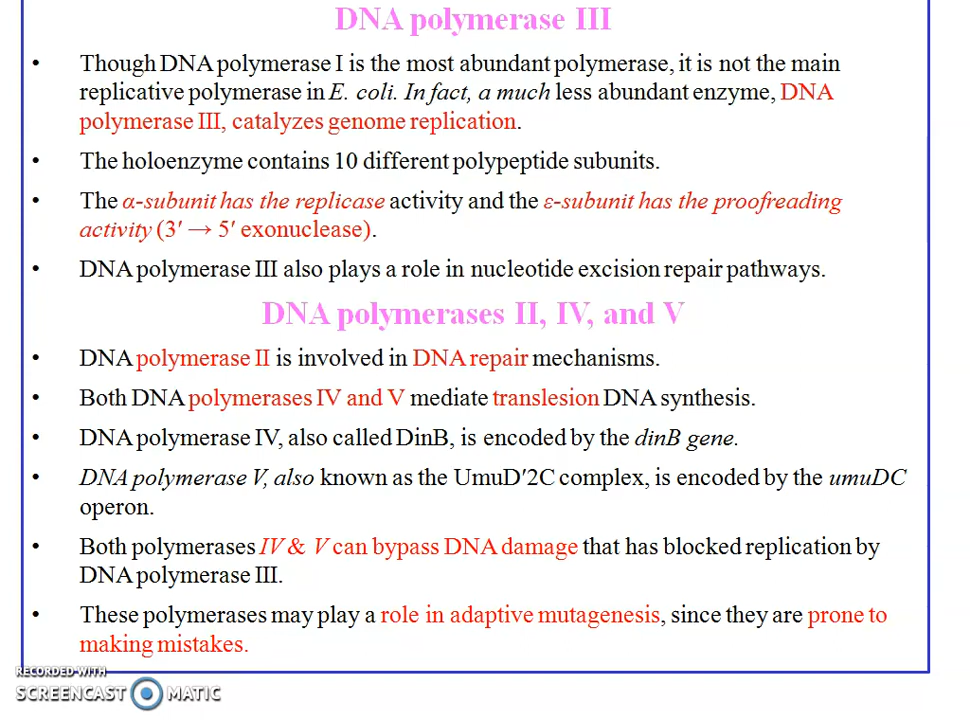 DNA polymerase III
• Though DNA polymerase I is the most abundant polymerase, it is not the main
replicative polymerase in E. coli. In fact, a much less abundant enzyme, DNA
polymerase III, catalyzes genome replication.
• The holoenzyme contains 10 different polypeptide subunits.
• The α-subunit has the replicase activity and the ε-subunit has the proofreading
activity (3′ → 5′ exonuclease).
• DNA polymerase III also plays a role in nucleotide excision repair pathways.
DNA polymerases II, IV, and V
• DNA polymerase II is involved in DNA repair mechanisms.
• Both DNA polymerases IV and V mediate translesion DNA synthesis.
• DNA polymerase IV, also called DinB, is encoded by the dinB gene.
• DNA polymerase V, also known as the UmuD′2C complex, is encoded by the umuDC
operon.
• Both polymerases IV & V can bypass DNA damage that has blocked replication by
DNA polymerase III.
• These polymerases may play a role in adaptive mutagenesis, since they are prone to
making mistakes.
RECORDED WITH
SCREENCAST MATIC